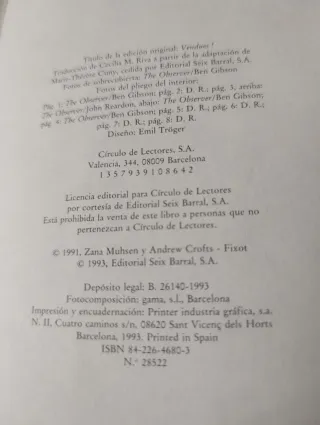 Título de la edición original: Vendues !
Traducción de Cecilia M. Riva a partir de la adaptación de
Marie-Thérèse Cuny, cedida por Editorial Seix Barral, S.A.
Fotos de sobrecubierta: The Observer/Ben Gibson
Fotos del pliego del interior:
Pág. 1: The Observer/Ben Gibson; pág. 2: D. R.; pág. 3, arriba:
The Observer/John Reardon, abajo: The Observer/Ben Gibson;
pág. 4: The Observer/Ben Gibson; pág. 5: D. R.; pág. 6: D. R.;
pág. 7: D. R.; pág. 8: D. R.
Diseño: Emil Tröger
Círculo de Lectores, S.A.
Valencia, 344, 08009 Barcelona
1 3 5 7 9 3 9 1 0 8 6 4 2
Licencia editorial para Círculo de Lectores
por cortesía de Editorial Seix Barral, S.A.
Está prohibida la venta de este libro a personas que no
pertenezcan a Círculo de Lectores.
© 1991, Zana Muhsen y Andrew Crofts - Fixot
© 1993, Editorial Seix Barral, S.A.
Depósito legal: B. 26140-1993
Fotocomposición: gama, s.l., Barcelona
Impresión y encuadernación: Printer industria gráfica, s.a.
N. II, Cuatro caminos s/n, 08620 Sant Vicenç dels Horts
Barcelona, 1993. Printed in Spain
ISBN 84-226-4680-3
N.º 28522